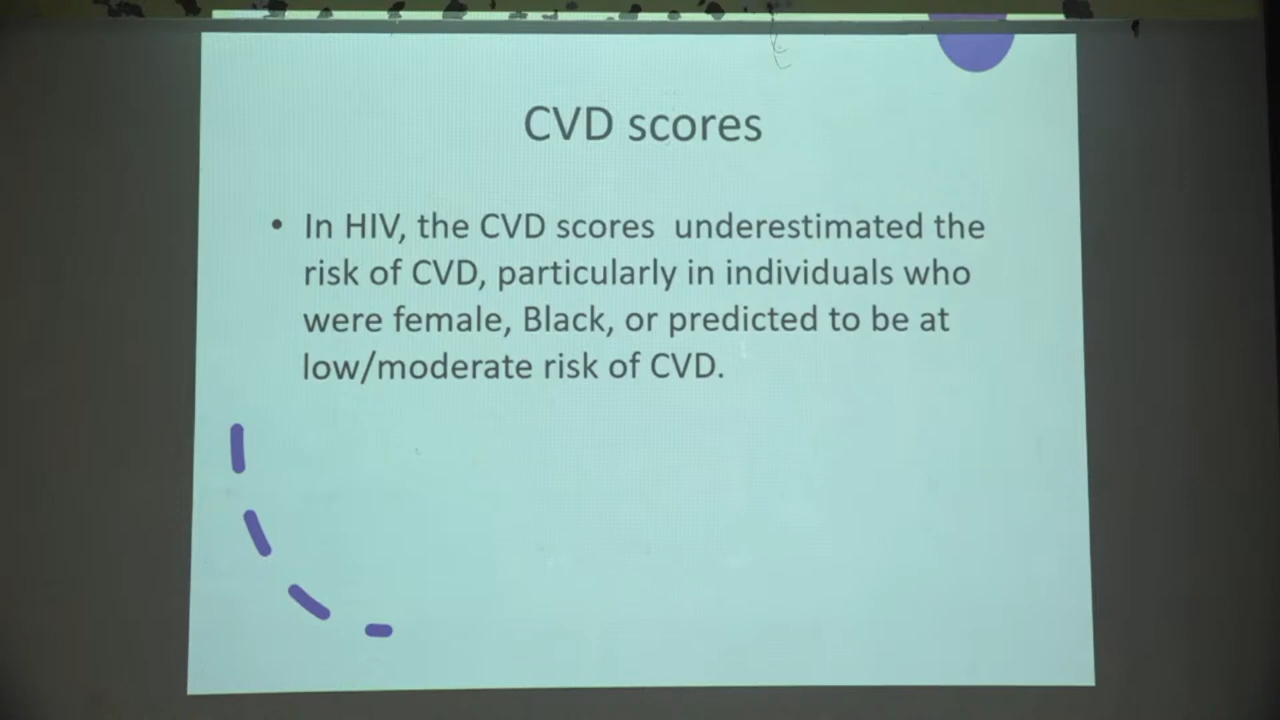 CVD scores
• In HIV, the CVD scores  underestimated the
risk of CVD, particularly in individuals who
were female, Black, or predicted to be at
low/moderate risk of CVD.